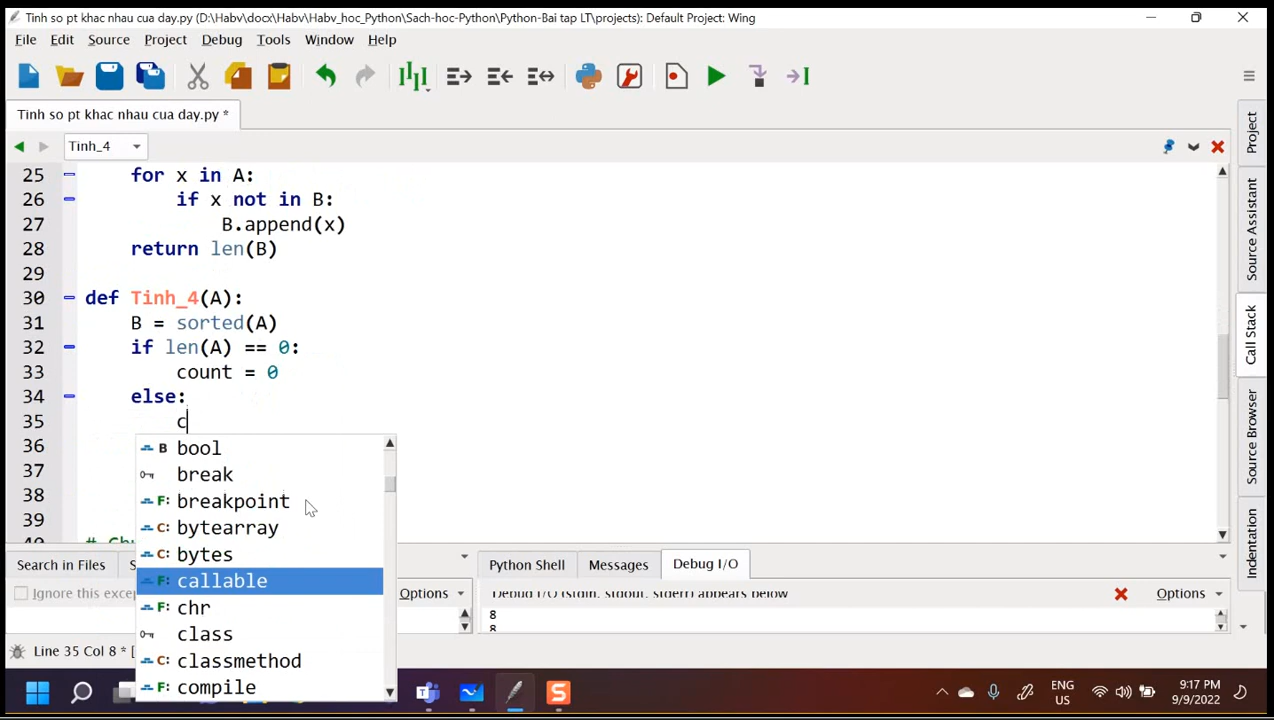 Tinh so pt khac nhau cua day.py (D:\Habv\docx\Habv\Habv_hoc_Python\Sach-hoc-Python\Python-Bai tap LT\projects): Default Project: Wing
File Edit Source Project Debug Tools Window Help
Tinh so pt khac nhau cua day.py *
Tinh_4
25 for x in A:
26 if x not in B:
27 B.append(x)
28 return len(B)
29
30 def Tinh_4(A):
31 B = sorted(A)
32 if len(A) == 0:
33 count = 0
34 else:
35 c
36
37
38
39
bool
break
breakpoint
bytearray
bytes
F: callable
F: chr
class
C: classmethod
F: compile
Project
Source Assistant
Call Stack
Source Browser
Indentation
Search in Files
Ignore this exce
Options
Python Shell Messages Debug I/O
Debug I/O (stdin, stdout, stderr) appears below
Options
8
8
Line 35 Col 8 * [
ENG
US
9:17 PM
9/9/2022